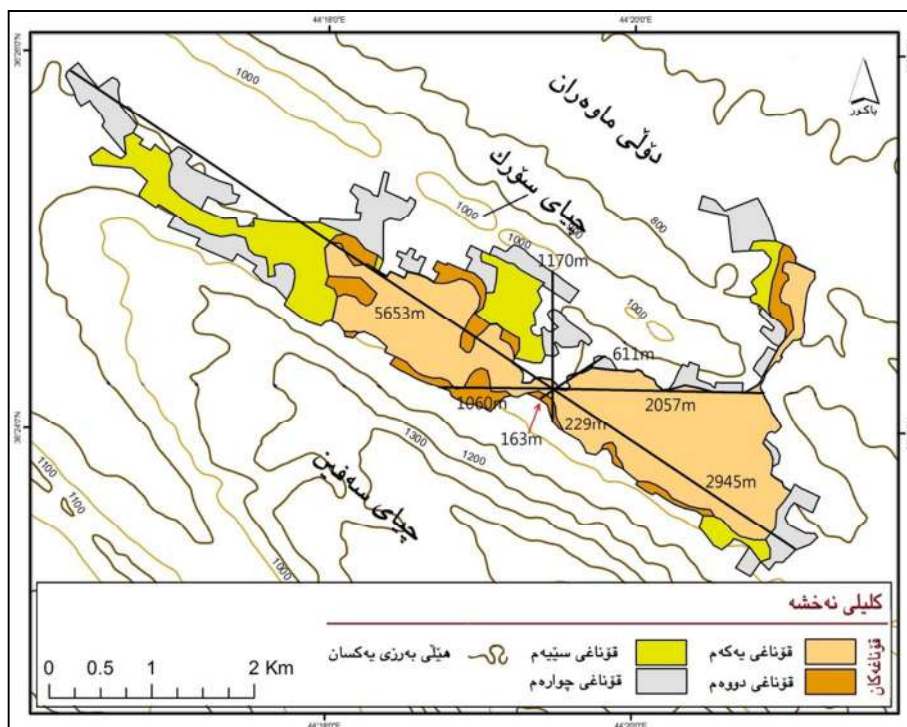 44°18'0"E
44°20'0"E
36°26'0"N
1000
دۆڵی ماوەران
باکور
چیای سۆرك
1000
1000
800
1170m
1000
5653m
611m
1060m
2057m
163m
229m
36°24'0"N
1300
1200
1100
1100
چیای سەفین
2945m
1000
کلیلی نەخشە
قۆناغەکان
قۆناغی یەکەم
قۆناغی سێیەم
هێڵی بەرزی یەکسان
قۆناغی دووەم
قۆناغی چوارەم
0 0.5 1 2 Km
44°18'0"E
44°20'0"E